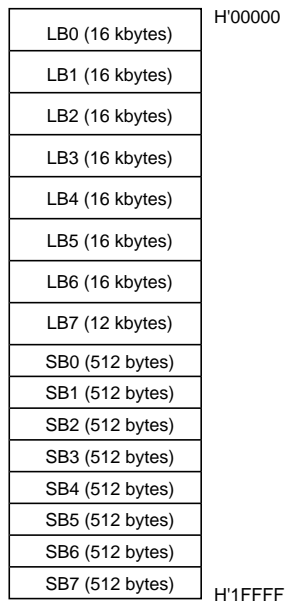 H'00000
LB0 (16 kbytes)
LB1 (16 kbytes)
LB2 (16 kbytes)
LB3 (16 kbytes)
LB4 (16 kbytes)
LB5 (16 kbytes)
LB6 (16 kbytes)
LB7 (12 kbytes)
SB0 (512 bytes)
SB1 (512 bytes)
SB2 (512 bytes)
SB3 (512 bytes)
SB4 (512 bytes)
SB5 (512 bytes)
SB6 (512 bytes)
SB7 (512 bytes)
H'1FFFF